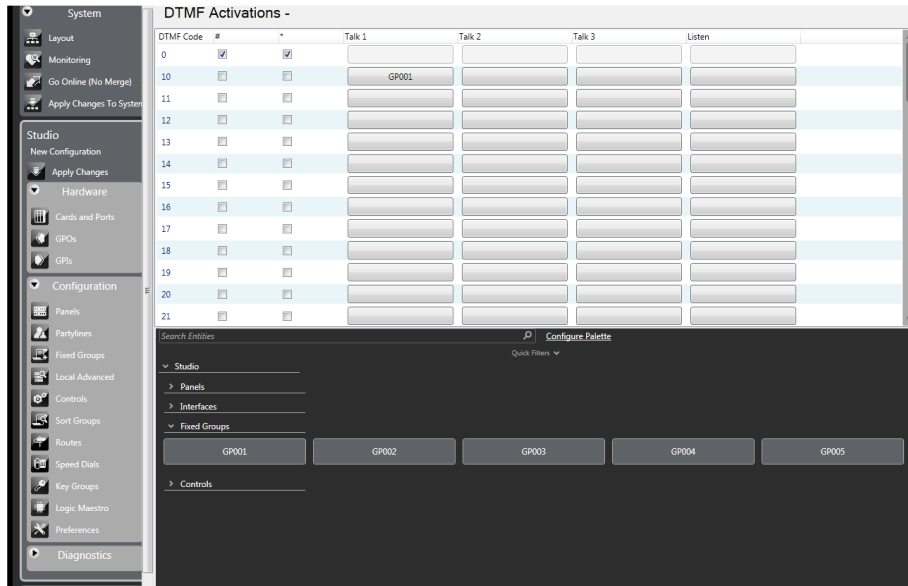 System
Layout
Monitoring
Go Online (No Merge)
Apply Changes To System
Studio
New Configuration
Apply Changes
Hardware
Cards and Ports
GPOs
GPIs
Configuration
Panels
Partylines
Fixed Groups
Local Advanced
Controls
Sort Groups
Routes
Speed Dials
Key Groups
Logic Maestro
Preferences
Diagnostics
DTMF Activations -
DTMF Code # * Talk 1 Talk 2 Talk 3 Listen
0
10 GP001
11
12
13
14
15
16
17
18
19
20
21
Search Entities Configure Palette
Quick Filters
Studio
Panels
Interfaces
Fixed Groups
GP001 GP002 GP003 GP004 GP005
Controls